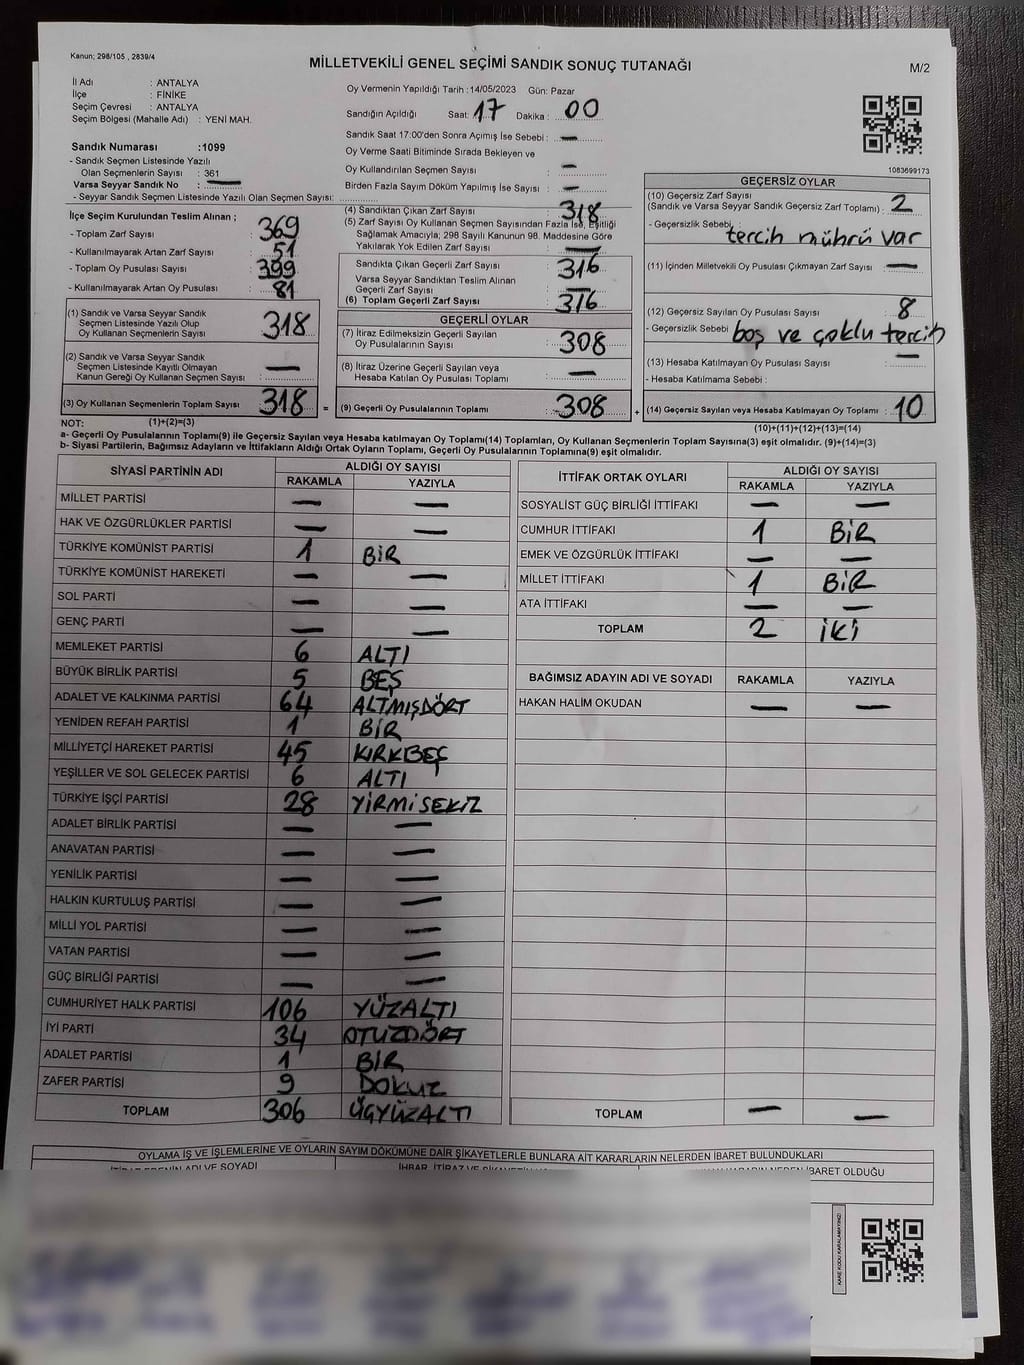 Kanun; 298/105 , 2839/4
MİLLETVEKİLİ GENEL SEÇİMİ SANDIK SONUÇ TUTANAĞI
M/2
İl Adı : ANTALYA
İlçe : FİNİKE
Seçim Çevresi : ANTALYA
Seçim Bölgesi (Mahalle Adı) : YENİ MAH.
Oy Vermenin Yapıldığı Tarih :14/05/2023 Gün: Pazar
Sandığın Açıldığı Saat: 17 Dakika : 00
Sandık Saat 17:00'den Sonra Açımış İse Sebebi : —
Oy Verme Saati Bitiminde Sırada Bekleyen ve
Oy Kullandırılan Seçmen Sayısı : —
Birden Fazla Sayım Döküm Yapılmış İse Sayısı : —
Sandık Numarası :1099
- Sandık Seçmen Listesinde Yazılı
Olan Seçmenlerin Sayısı : 361
Varsa Seyyar Sandık No : —
- Seyyar Sandık Seçmen Listesinde Yazılı Olan Seçmen Sayısı:
1083699173
İlçe Seçim Kurulundan Teslim Alınan ;
- Toplam Zarf Sayısı : 369
- Kullanılmayarak Artan Zarf Sayısı : 51
- Toplam Oy Pusulası Sayısı : 399
- Kullanılmayarak Artan Oy Pusulası : 81
(1) Sandık ve Varsa Seyyar Sandık
Seçmen Listesinde Yazılı Olup
Oy Kullanan Seçmenlerin Sayısı : 318
(2) Sandık ve Varsa Seyyar Sandık
Seçmen Listesinde Kayıtlı Olmayan
Kanun Gereği Oy Kullanan Seçmen Sayısı : —
(3) Oy Kullanan Seçmenlerin Toplam Sayısı : 318 =
(4) Sandıktan Çıkan Zarf Sayısı : 318
(5) Zarf Sayısı Oy Kullanan Seçmen Sayısından Fazla İse, Eşitliği
Sağlamak Amacıyla, 298 Sayılı Kanunun 98. Maddesine Göre
Yakılarak Yok Edilen Zarf Sayısı : —
Sandıkta Çıkan Geçerli Zarf Sayısı : 316
Varsa Seyyar Sandıktan Teslim Alınan
Geçerli Zarf Sayısı : —
(6) Toplam Geçerli Zarf Sayısı : 316
GEÇERLİ OYLAR
(7) İtiraz Edilmeksizin Geçerli Sayılan
Oy Pusulalarının Sayısı : 308
(8) İtiraz Üzerine Geçerli Sayılan veya
Hesaba Katılan Oy Pusulası Toplamı : —
(9) Geçerli Oy Pusulalarının Toplamı : 308 +
GEÇERSİZ OYLAR
(10) Geçersiz Zarf Sayısı
(Sandık ve Varsa Seyyar Sandık Geçersiz Zarf Toplamı) : 2
- Geçersizlik Sebebi: tercih mührü var
(11) İçinden Milletvekili Oy Pusulası Çıkmayan Zarf Sayısı : —
(12) Geçersiz Sayılan Oy Pusulası Sayısı : 8
- Geçersizlik Sebebi : boş ve çoklu tercih
(13) Hesaba Katılmayan Oy Pusulası Sayısı : —
- Hesaba Katılmama Sebebi :
(14) Geçersiz Sayılan veya Hesaba Katılmayan Oy Toplamı : 10
NOT: (1)+(2)=(3) (10)+(11)+(12)+(13)=(14)
a- Geçerli Oy Pusulalarının Toplamı(9) ile Geçersiz Sayılan veya Hesaba katılmayan Oy Toplamı(14) Toplamları, Oy Kullanan Seçmenlerin Toplam Sayısına(3) eşit olmalıdır. (9)+(14)=(3)
b- Siyasi Partilerin, Bağımsız Adayların ve İttifakların Aldığı Ortak Oyların Toplamı, Geçerli Oy Pusulalarının Toplamına(9) eşit olmalıdır.
SİYASİ PARTİNİN ADI ALDIĞI OY SAYISI
RAKAMLA YAZIYLA
MİLLET PARTİSİ — —
HAK VE ÖZGÜRLÜKLER PARTİSİ — —
TÜRKİYE KOMÜNİST PARTİSİ 1 BİR
TÜRKİYE KOMÜNİST HAREKETİ — —
SOL PARTİ — —
GENÇ PARTİ — —
MEMLEKET PARTİSİ 6 ALTI
BÜYÜK BİRLİK PARTİSİ 5 BEŞ
ADALET VE KALKINMA PARTİSİ 64 ALTMIŞDÖRT
YENİDEN REFAH PARTİSİ 1 BİR
MİLLİYETÇİ HAREKET PARTİSİ 45 KIRKBEŞ
YEŞİLLER VE SOL GELECEK PARTİSİ 6 ALTI
TÜRKİYE İŞÇİ PARTİSİ 28 YİRMİSEKİZ
ADALET BİRLİK PARTİSİ — —
ANAVATAN PARTİSİ — —
YENİLİK PARTİSİ — —
HALKIN KURTULUŞ PARTİSİ — —
MİLLİ YOL PARTİSİ — —
VATAN PARTİSİ — —
GÜÇ BİRLİĞİ PARTİSİ — —
CUMHURİYET HALK PARTİSİ 106 YÜZALTI
İYİ PARTİ 34 OTUZDÖRT
ADALET PARTİSİ 1 BİR
ZAFER PARTİSİ 9 DOKUZ
TOPLAM 306 ÜÇYÜZALTI
İTTİFAK ORTAK OYLARI ALDIĞI OY SAYISI
RAKAMLA YAZIYLA
SOSYALİST GÜÇ BİRLİĞİ İTTİFAKI — —
CUMHUR İTTİFAKI 1 BİR
EMEK VE ÖZGÜRLÜK İTTİFAKI — —
MİLLET İTTİFAKI 1 BİR
ATA İTTİFAKI — —
TOPLAM 2 İKİ
BAĞIMSIZ ADAYIN ADI VE SOYADI RAKAMLA YAZIYLA
HAKAN HALİM OKUDAN — —
TOPLAM — —
OYLAMA İŞ VE İŞLEMLERİNE VE OYLARIN SAYIM DÖKÜMÜNE DAİR ŞİKAYETLERLE BUNLARA AİT KARARLARIN NELERDEN İBARET BULUNDUKLARI
ADI VE SOYADI
İBARET OLDUĞU
KARE KODU KARALAMAYINIZ!